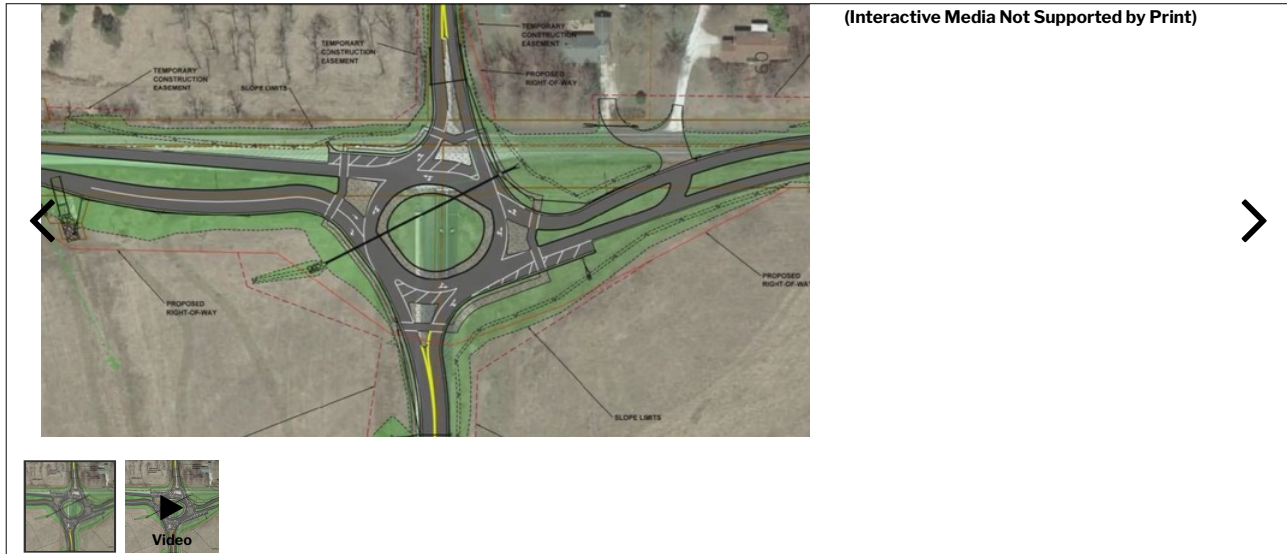 (Interactive Media Not Supported by Print)
TEMPORARY
CONSTRUCTION
EASEMENT
TEMPORARY
CONSTRUCTION
EASEMENT
PROPOSED
RIGHT-OF-WAY
TEMPORARY
CONSTRUCTION
EASEMENT
SLOPE LIMITS
PROPOSED
RIGHT-OF-WAY
PROPOSED
RIGHT-OF-WAY
SLOPE LIMITS
Video